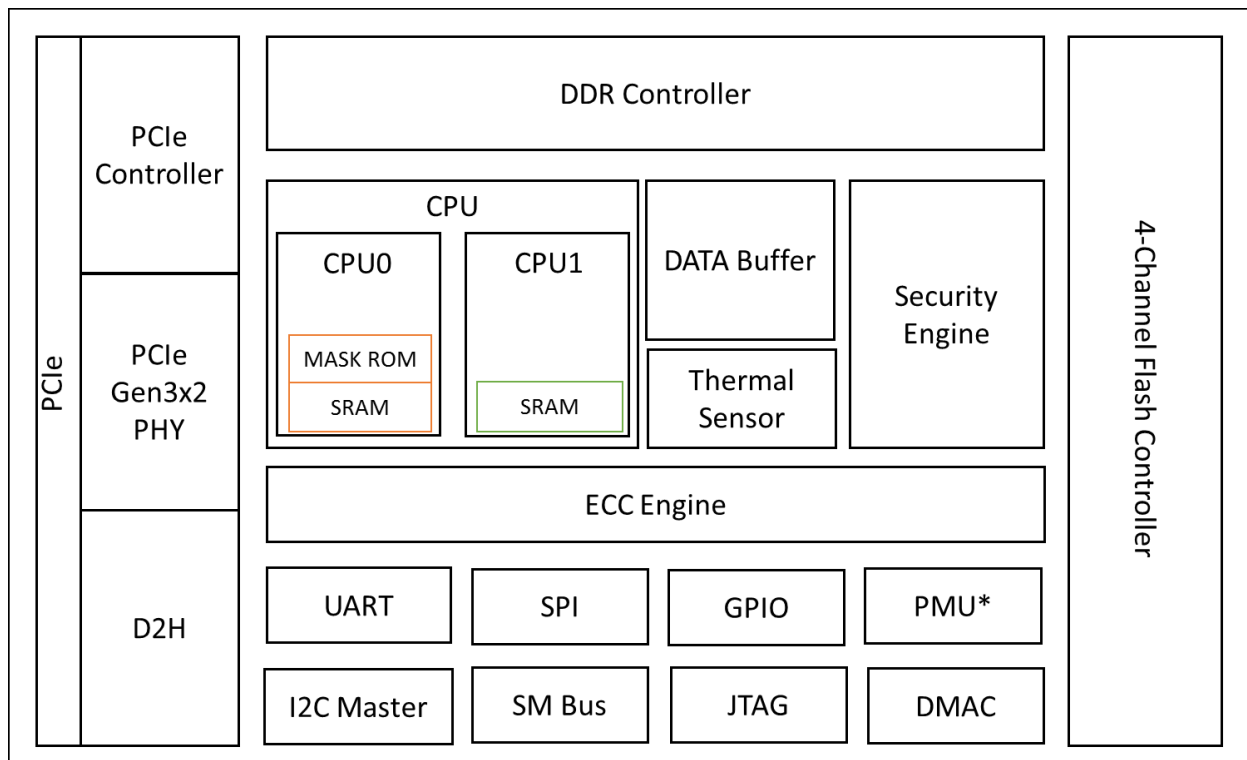 PCIe
PCIe
Controller
PCIe
Gen3x2
PHY
D2H
DDR Controller
CPU
CPU0
MASK ROM
SRAM
CPU1
SRAM
DATA Buffer
Thermal
Sensor
Security
Engine
ECC Engine
UART
SPI
GPIO
PMU*
I2C Master
SM Bus
JTAG
DMAC
4-Channel Flash Controller